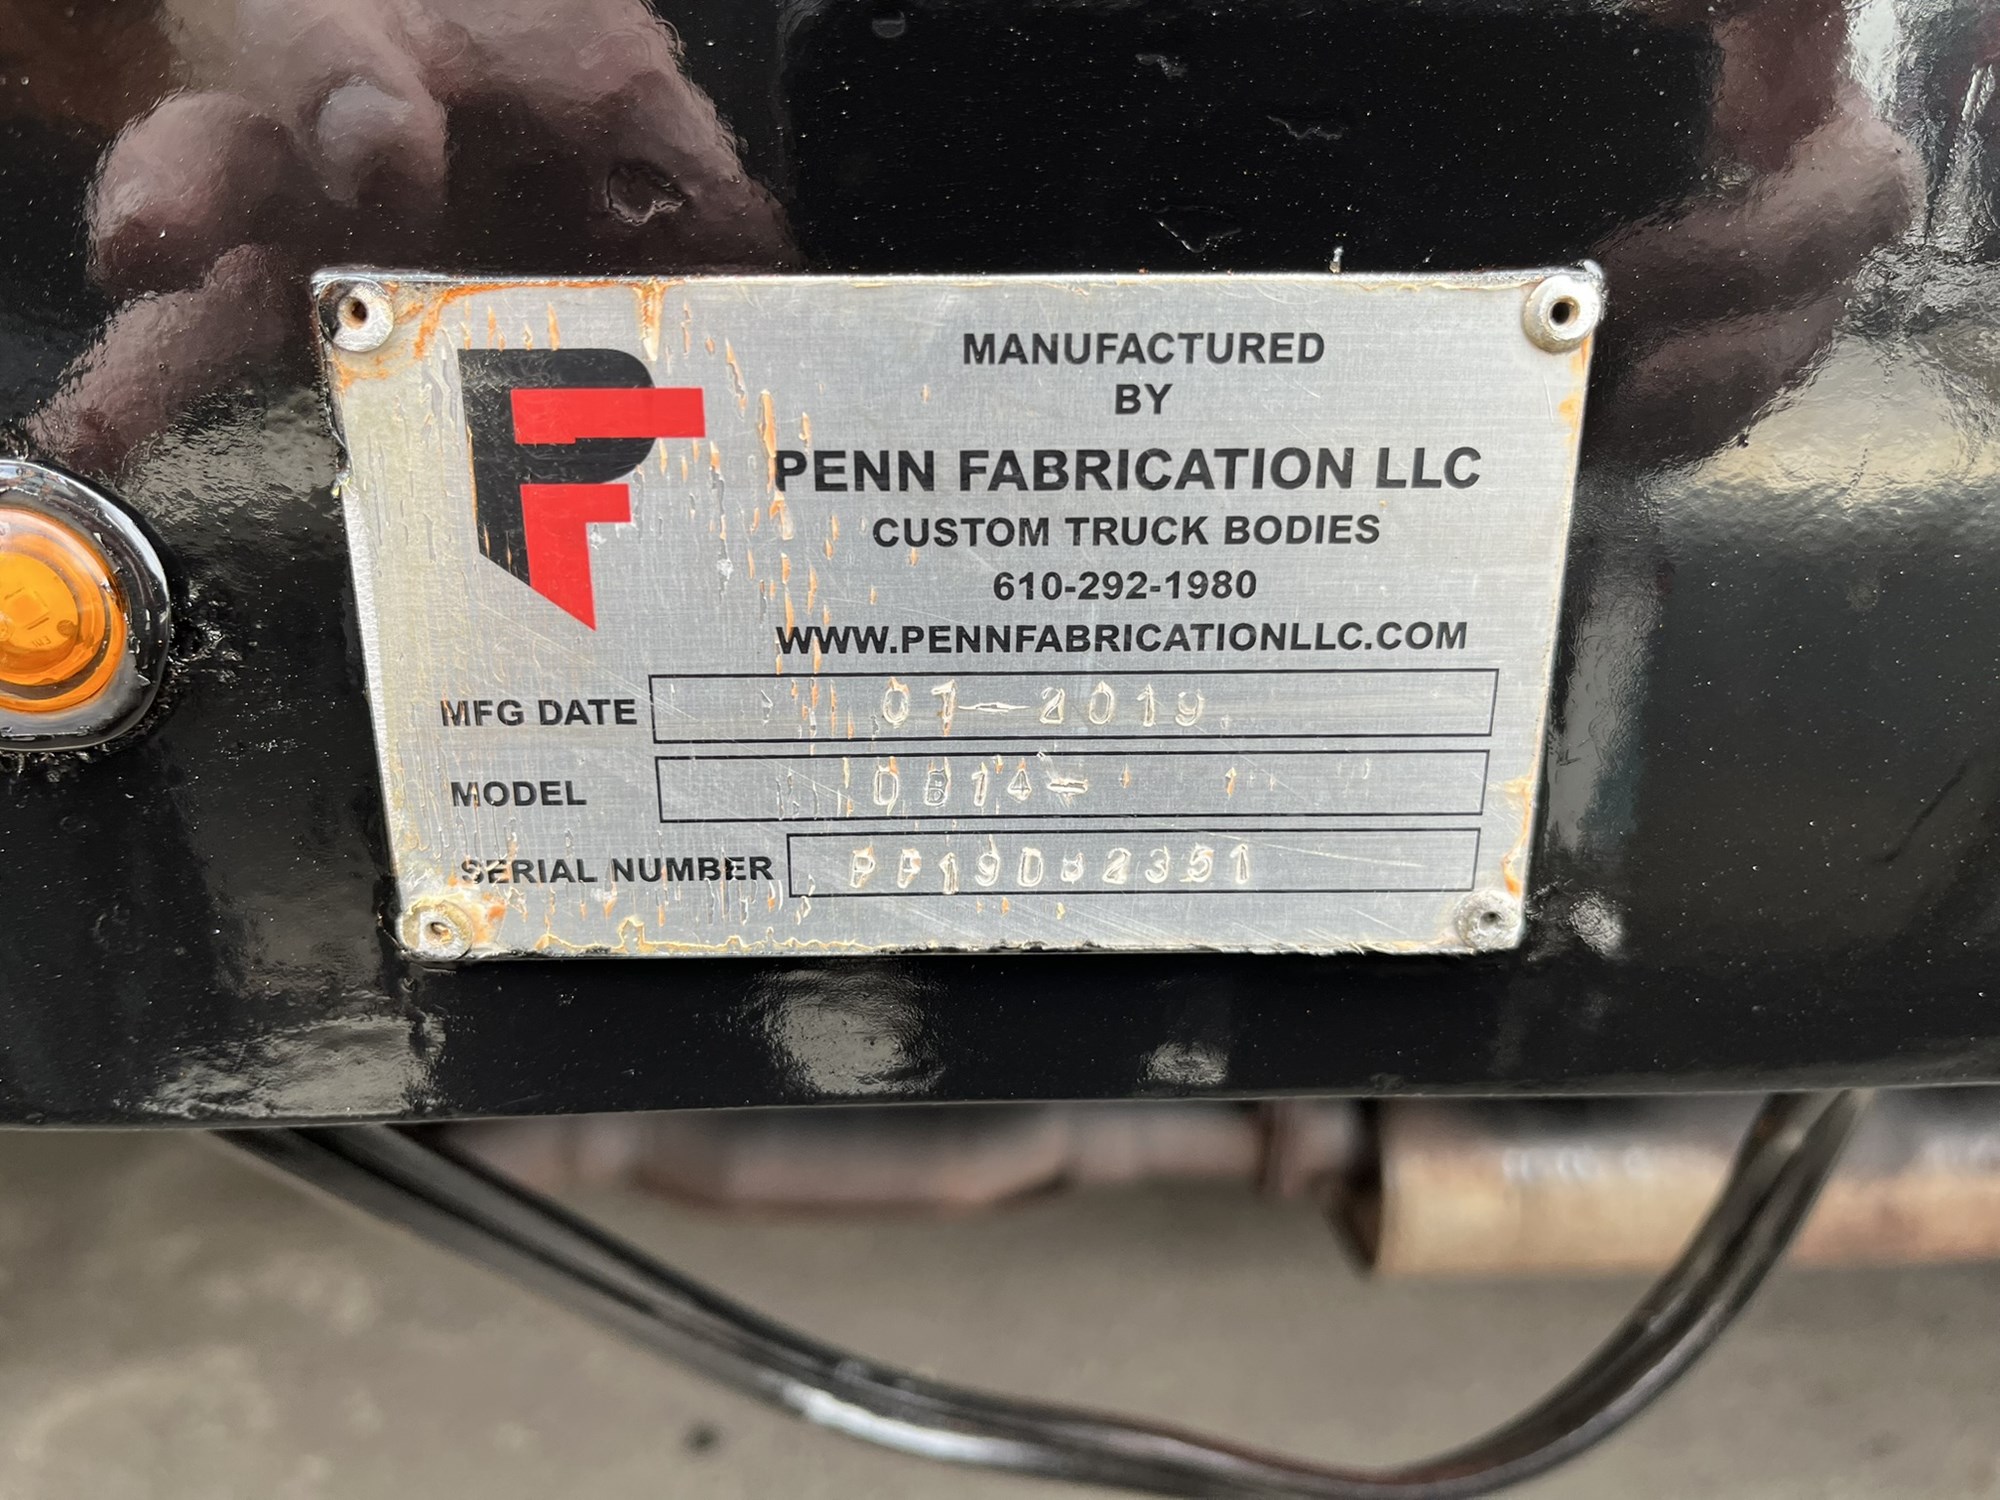 MANUFACTURED
BY
PENN FABRICATION LLC
CUSTOM TRUCK BODIES
610-292-1980
WWW.PENNFABRICATIONLLC.COM
MFG DATE 07-2019
MODEL DB14-
SERIAL NUMBER